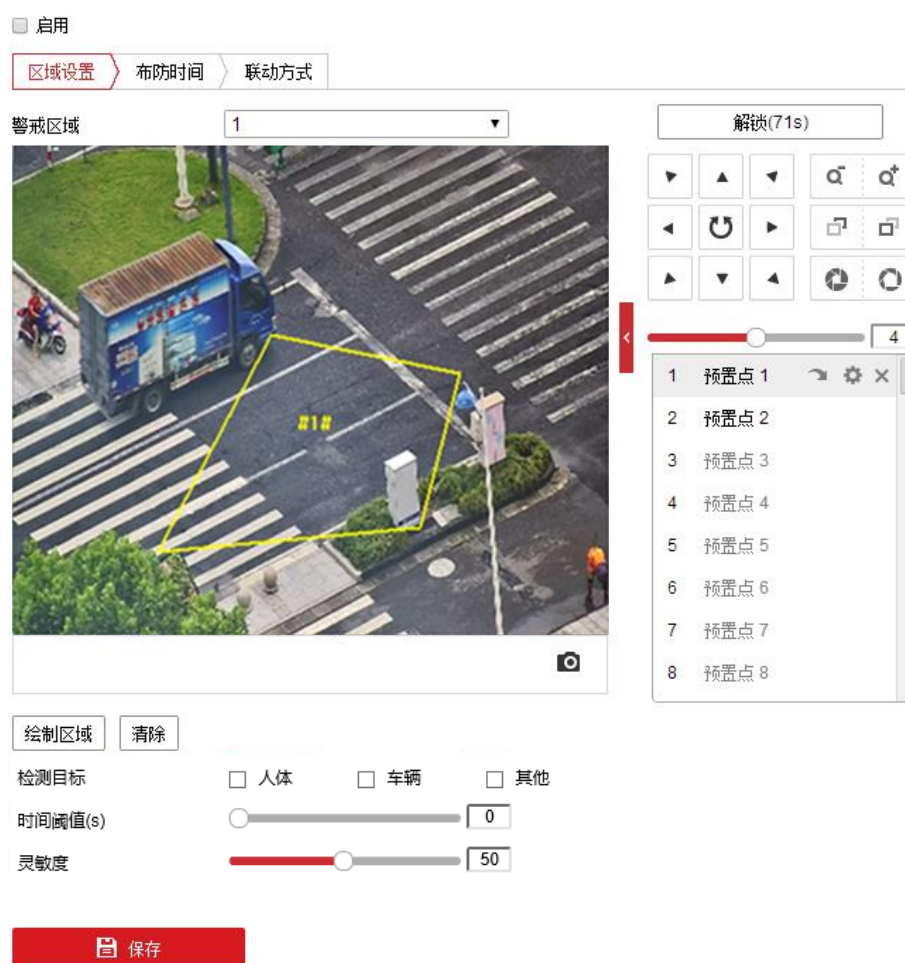 启用
区域设置 布防时间 联动方式
警戒区域 1 解锁(71s)
#1#
4
1 预置点 1
2 预置点 2
3 预置点 3
4 预置点 4
5 预置点 5
6 预置点 6
7 预置点 7
8 预置点 8
绘制区域 清除
检测目标 人体 车辆 其他
时间阈值(s) 0
灵敏度 50
保存